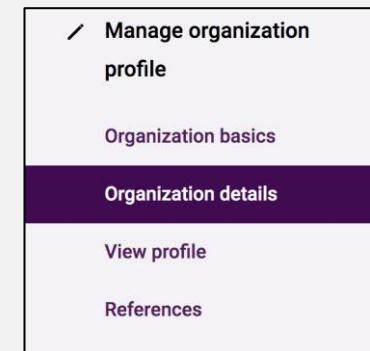 Manage organization
profile
Organization basics
Organization details
View profile
References